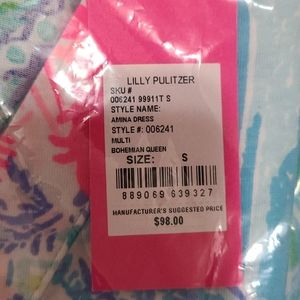 LILLY PULITZER
SKU #
006241 99911T S
STYLE NAME:
AMINA DRESS
STYLE #: 006241
MULTI
BOHEMIAN QUEEN
SIZE: S
889069 639327
MANUFACTURER'S SUGGESTED PRICE
$98.00